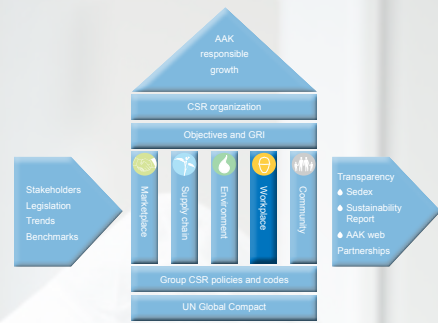 AAK
responsible
growth
CSR organization
Objectives and GRI
Stakeholders
Legislation
Trends
Benchmarks
Marketplace
Supply chain
Environment
Workplace
Community
Transparency
Sedex
Sustainability
Report
AAK web
Partnerships
Group CSR policies and codes
UN Global Compact